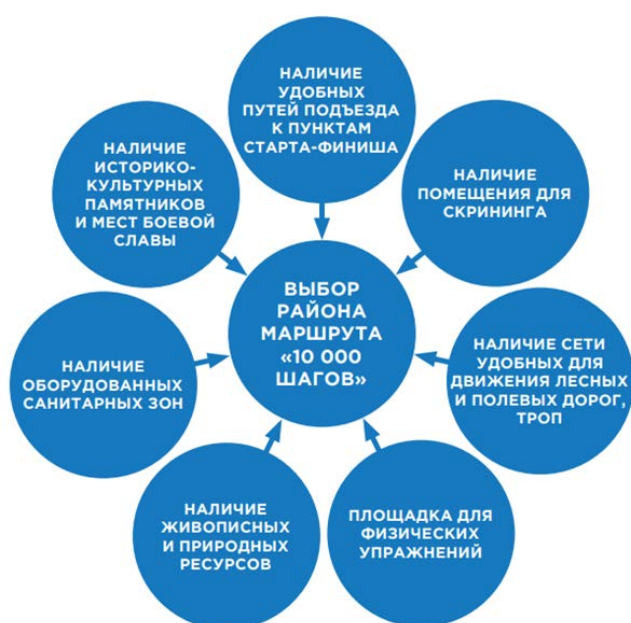 НАЛИЧИЕ
УДОБНЫХ
ПУТЕЙ ПОДЪЕЗДА
К ПУНКТАМ
СТАРТА-ФИНИША
НАЛИЧИЕ
ПОМЕЩЕНИЯ ДЛЯ
СКРИНИНГА
НАЛИЧИЕ СЕТИ
УДОБНЫХ ДЛЯ
ДВИЖЕНИЯ ЛЕСНЫХ
И ПОЛЕВЫХ ДОРОГ,
ТРОП
ПЛОЩАДКА ДЛЯ
ФИЗИЧЕСКИХ
УПРАЖНЕНИЙ
НАЛИЧИЕ
ЖИВОПИСНЫХ
И ПРИРОДНЫХ
РЕСУРСОВ
НАЛИЧИЕ
ОБОРУДОВАННЫХ
САНИТАРНЫХ ЗОН
НАЛИЧИЕ
ИСТОРИКО-
КУЛЬТУРНЫХ
ПАМЯТНИКОВ
И МЕСТ БОЕВОЙ
СЛАВЫ
ВЫБОР
РАЙОНА
МАРШРУТА
«10 000
ШАГОВ»